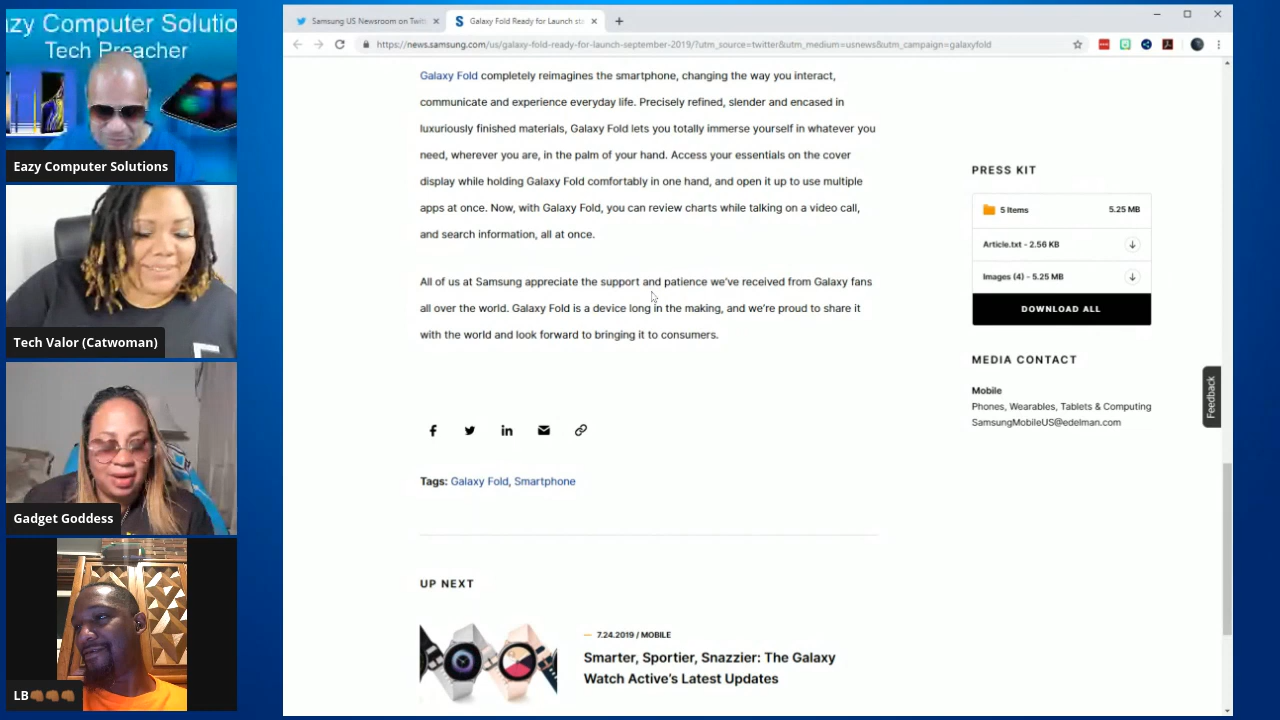 azy Computer Solutio
Tech Preacher
Eazy Computer Solutions
Tech Valor (Catwoman)
Gadget Goddess
LB👊🏾👊🏾👊🏾
Samsung US Newsroom on Twit
Galaxy Fold Ready for Launch sta
https://news.samsung.com/us/galaxy-fold-ready-for-launch-september-2019/?utm_source=twitter&utm_medium=usnews&utm_campaign=galaxyfold
Galaxy Fold completely reimagines the smartphone, changing the way you interact,
communicate and experience everyday life. Precisely refined, slender and encased in
luxuriously finished materials, Galaxy Fold lets you totally immerse yourself in whatever you
need, wherever you are, in the palm of your hand. Access your essentials on the cover
display while holding Galaxy Fold comfortably in one hand, and open it up to use multiple
apps at once. Now, with Galaxy Fold, you can review charts while talking on a video call,
and search information, all at once.
All of us at Samsung appreciate the support and patience we've received from Galaxy fans
all over the world. Galaxy Fold is a device long in the making, and we're proud to share it
with the world and look forward to bringing it to consumers.
Tags: Galaxy Fold, Smartphone
UP NEXT
7.24.2019 / MOBILE
Smarter, Sportier, Snazzier: The Galaxy
Watch Active's Latest Updates
PRESS KIT
5 Items 5.25 MB
Article.txt - 2.56 KB
Images (4) - 5.25 MB
DOWNLOAD ALL
MEDIA CONTACT
Mobile
Phones, Wearables, Tablets & Computing
SamsungMobileUS@edelman.com
Feedback